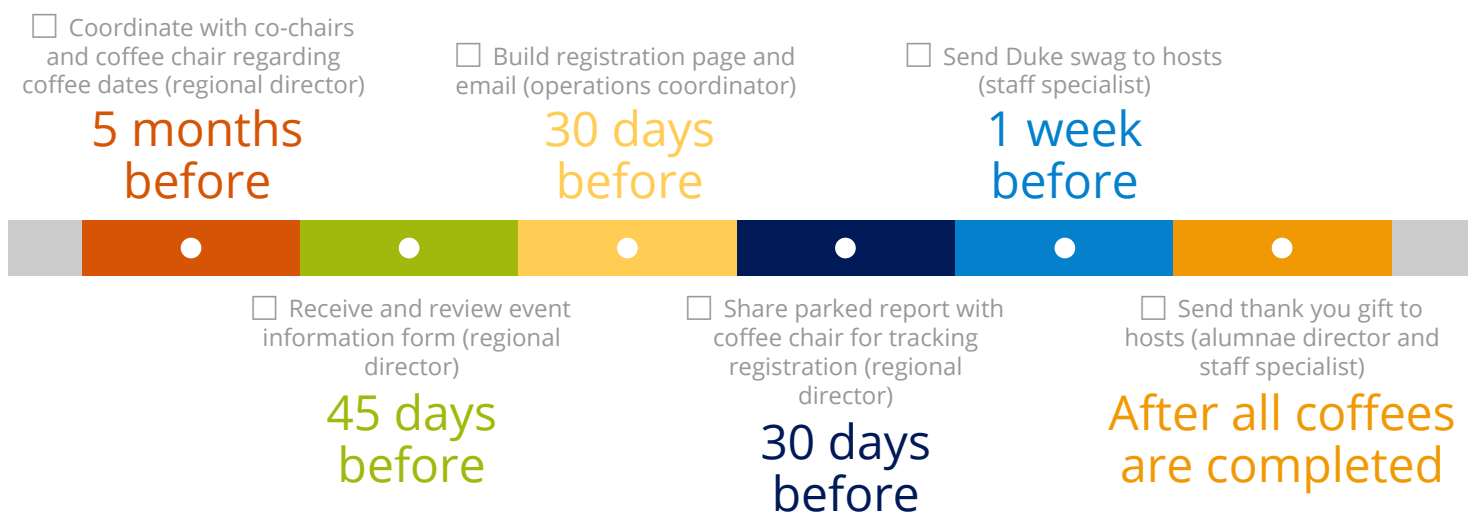 ☐ Coordinate with co-chairs
and coffee chair regarding
coffee dates (regional director)
5 months
before
☐ Receive and review event
information form (regional
director)
45 days
before
☐ Build registration page and
email (operations coordinator)
30 days
before
☐ Share parked report with
coffee chair for tracking
registration (regional
director)
30 days
before
☐ Send Duke swag to hosts
(staff specialist)
1 week
before
☐ Send thank you gift to
hosts (alumnae director and
staff specialist)
After all coffees
are completed